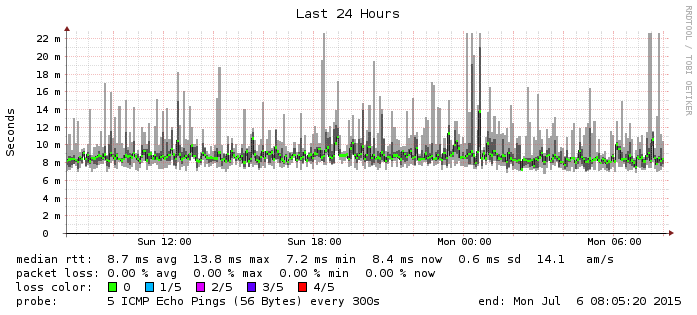 Last 24 Hours
RRDTOOL / TOBI OETIKER
Seconds
22 m
20 m
18 m
16 m
14 m
12 m
10 m
8 m
6 m
4 m
2 m
0
Sun 12:00 Sun 18:00 Mon 00:00 Mon 06:00
median rtt: 8.7 ms avg 13.8 ms max 7.2 ms min 8.4 ms now 0.6 ms sd 14.1 am/s
packet loss: 0.00 % avg 0.00 % max 0.00 % min 0.00 % now
loss color: 0 1/5 2/5 3/5 4/5
probe: 5 ICMP Echo Pings (56 Bytes) every 300s end: Mon Jul 6 08:05:20 2015